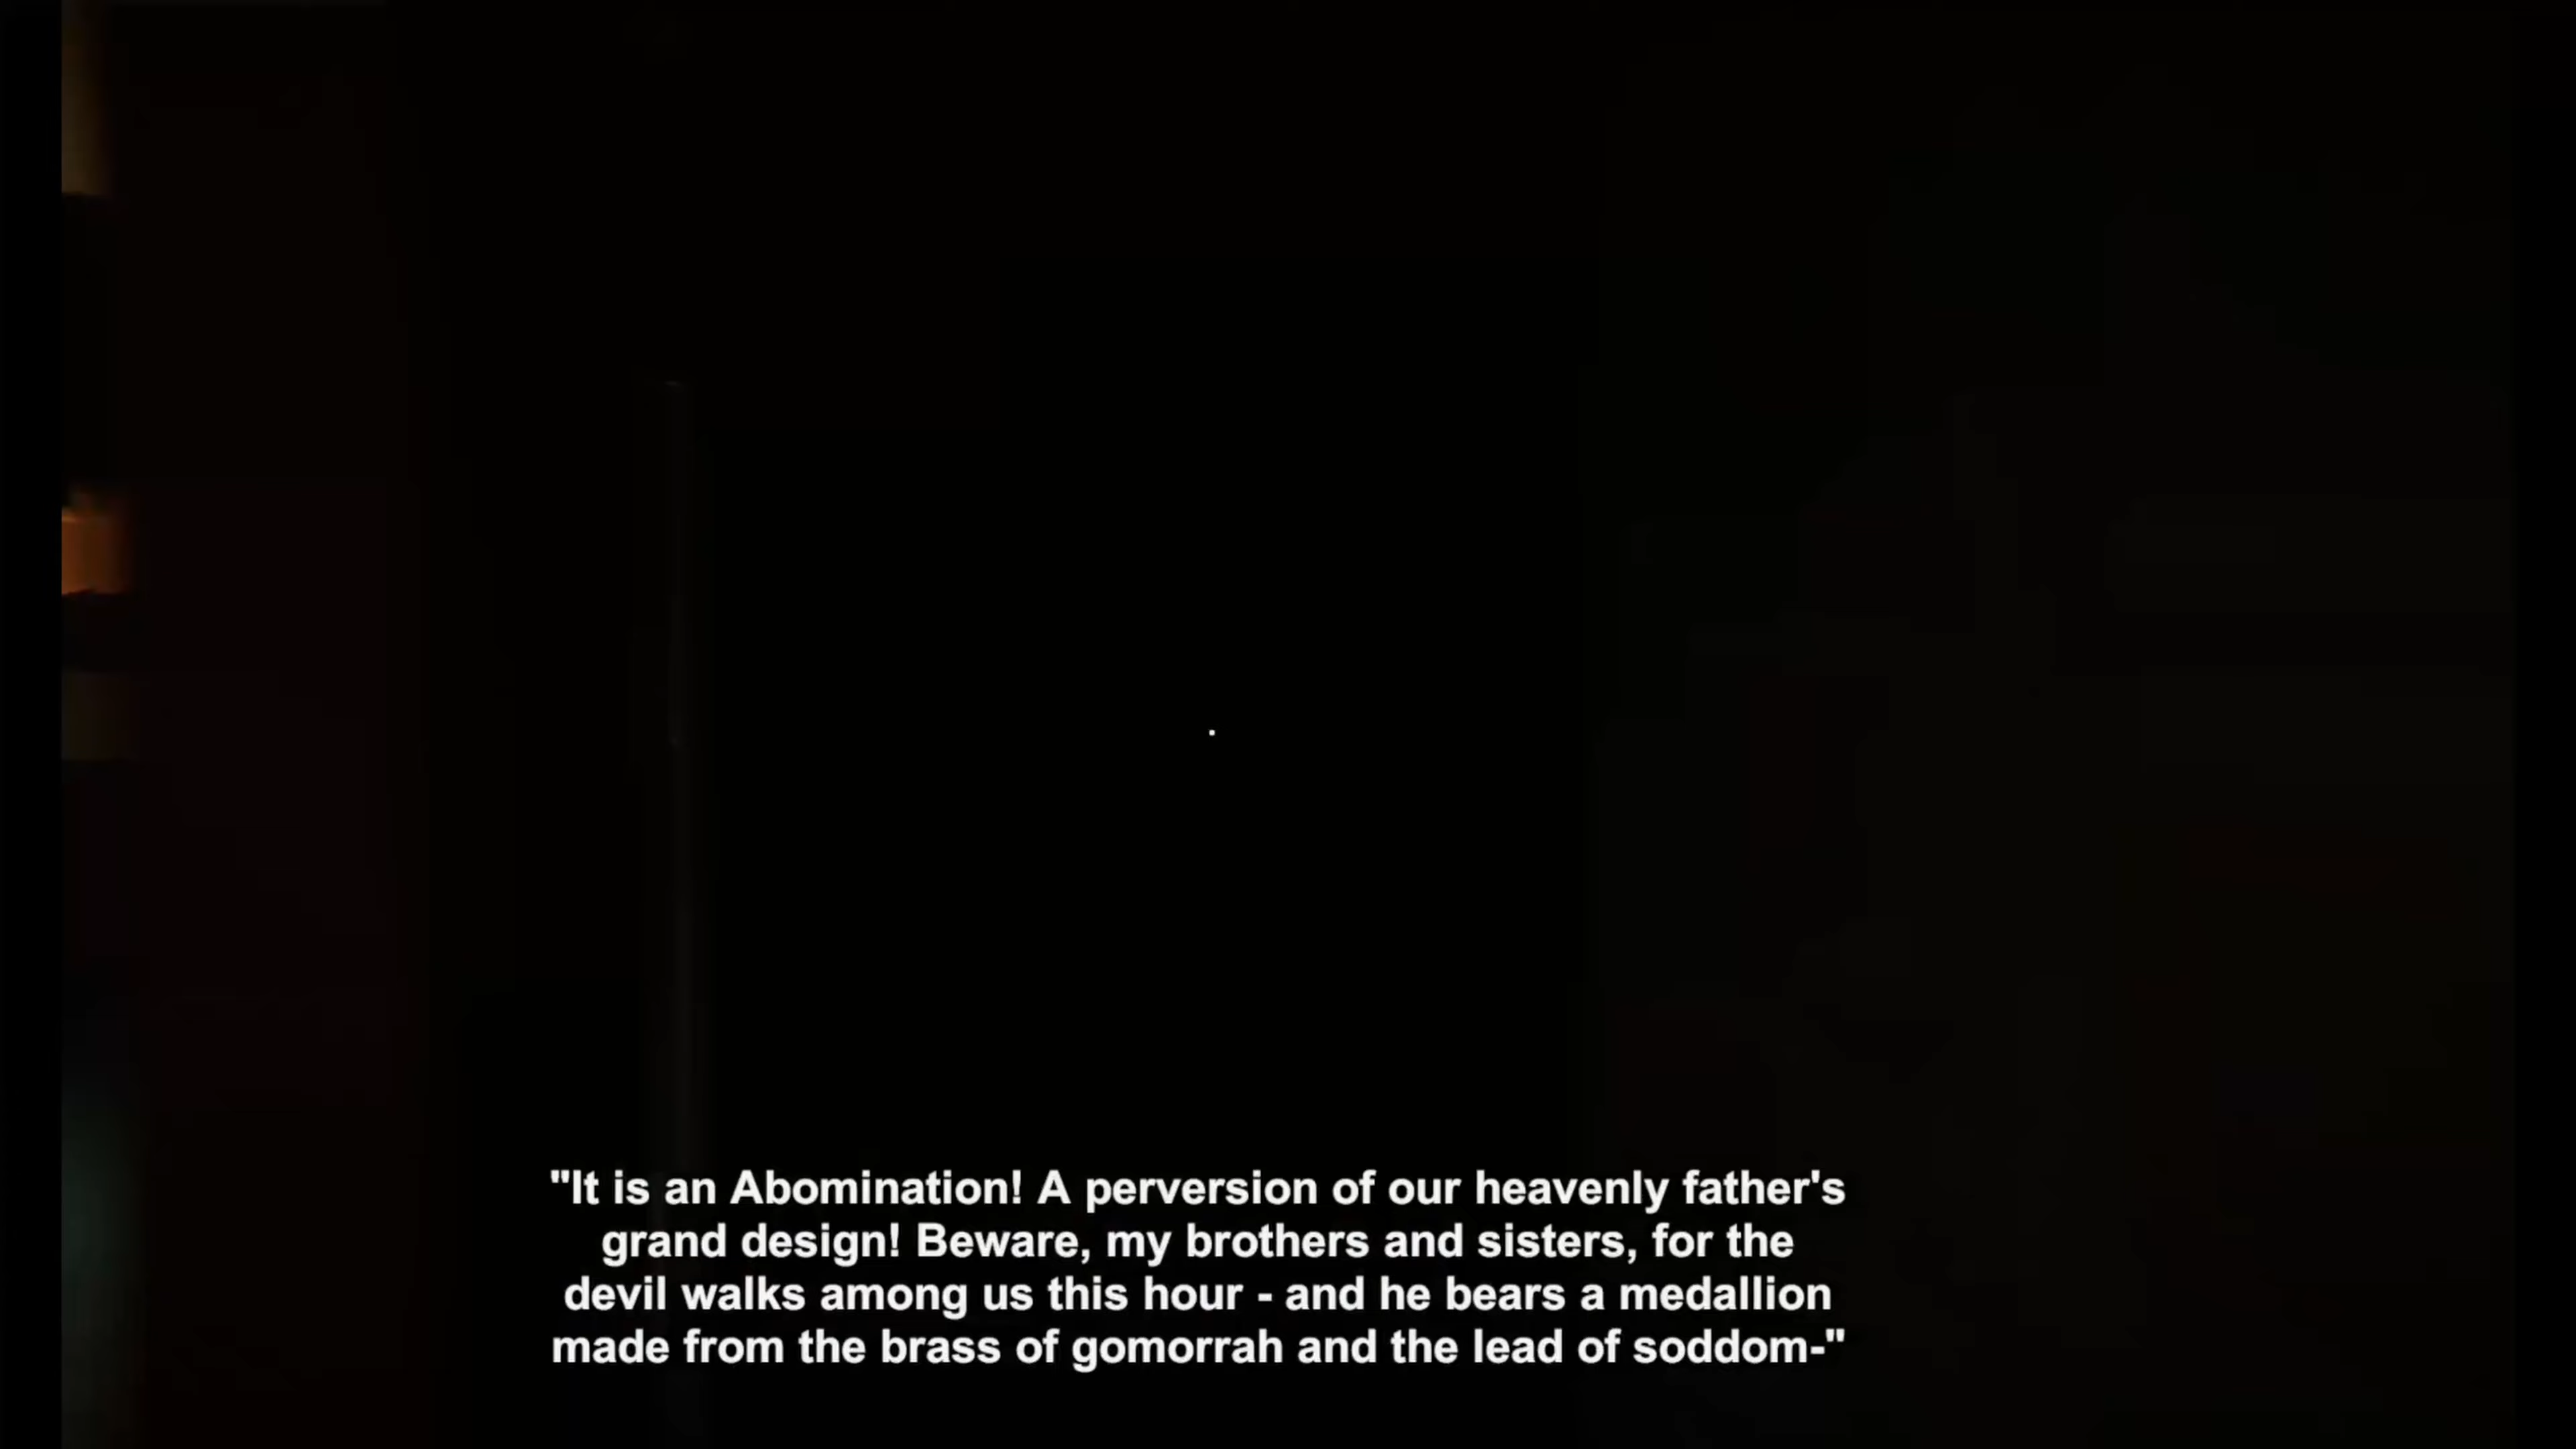 "It is an Abomination! A perversion of our heavenly father's
grand design! Beware, my brothers and sisters, for the
devil walks among us this hour - and he bears a medallion
made from the brass of gomorrah and the lead of soddom-"